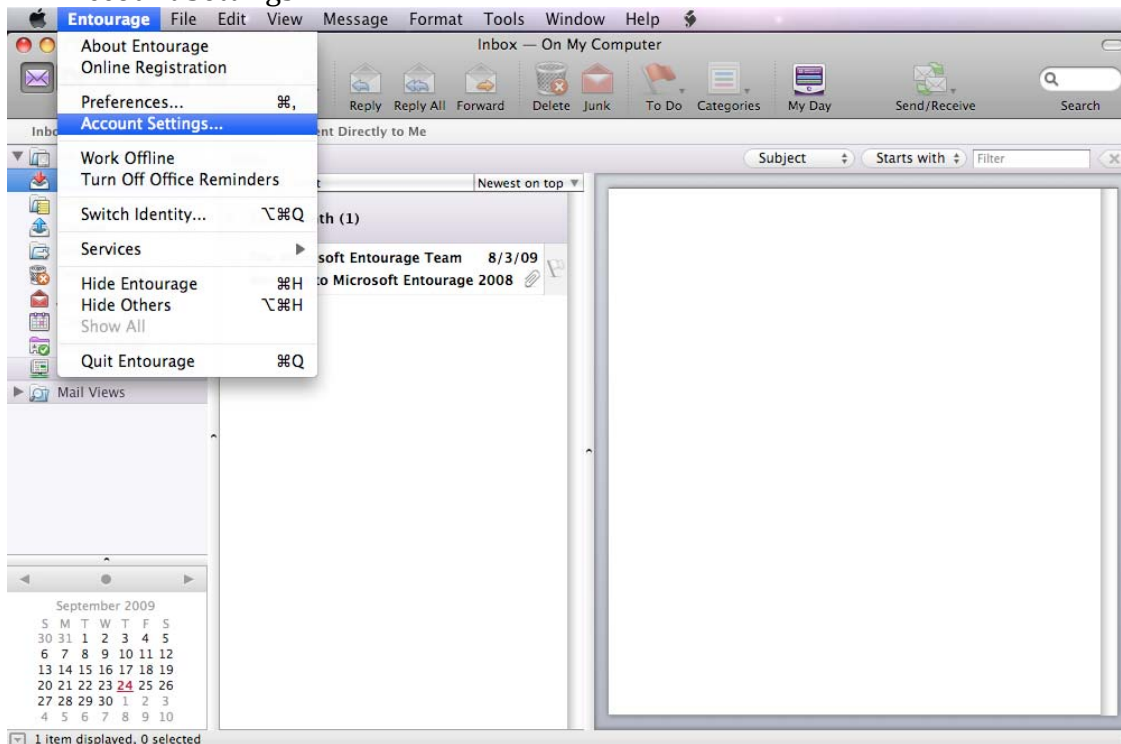 Entourage File Edit View Message Format Tools Window Help
Inbox — On My Computer
About Entourage
Online Registration
Preferences... ⌘,
Account Settings...
Work Offline
Turn Off Office Reminders
Switch Identity... ⌥⌘Q
Services
Hide Entourage ⌘H
Hide Others ⌥⌘H
Show All
Quit Entourage ⌘Q
Reply Reply All Forward Delete Junk To Do Categories My Day Send/Receive Search
Directly to Me
Subject Starts with Filter
Newest on top
(1)
Entourage Team 8/3/09
to Microsoft Entourage 2008
Mail Views
September 2009
S M T W T F S
30 31 1 2 3 4 5
6 7 8 9 10 11 12
13 14 15 16 17 18 19
20 21 22 23 24 25 26
27 28 29 30 1 2 3
4 5 6 7 8 9 10
1 item displayed, 0 selected